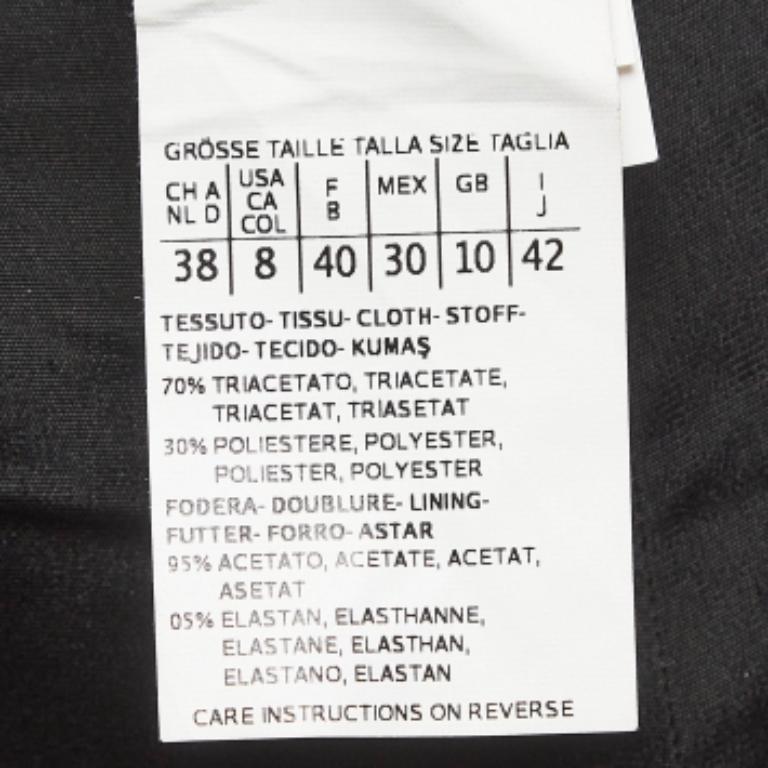 GRÖSSE TAILLE TALLA SIZE TAGLIA
CH A NL D | USA CA COL | F B | MEX | GB | I J
38 | 8 | 40 | 30 | 10 | 42
TESSUTO- TISSU- CLOTH- STOFF-
TEJIDO- TECIDO- KUMAŞ
70% TRIACETATO, TRIACETATE,
TRIACETAT, TRIASETAT
30% POLIESTERE, POLYESTER,
POLIESTER, POLYESTER
FODERA- DOUBLURE- LINING-
FUTTER- FORRO- ASTAR
95% ACETATO, ACETATE, ACETAT,
ASETAT
05% ELASTAN, ELASTHANNE,
ELASTANE, ELASTHAN,
ELASTANO, ELASTAN
CARE INSTRUCTIONS ON REVERSE